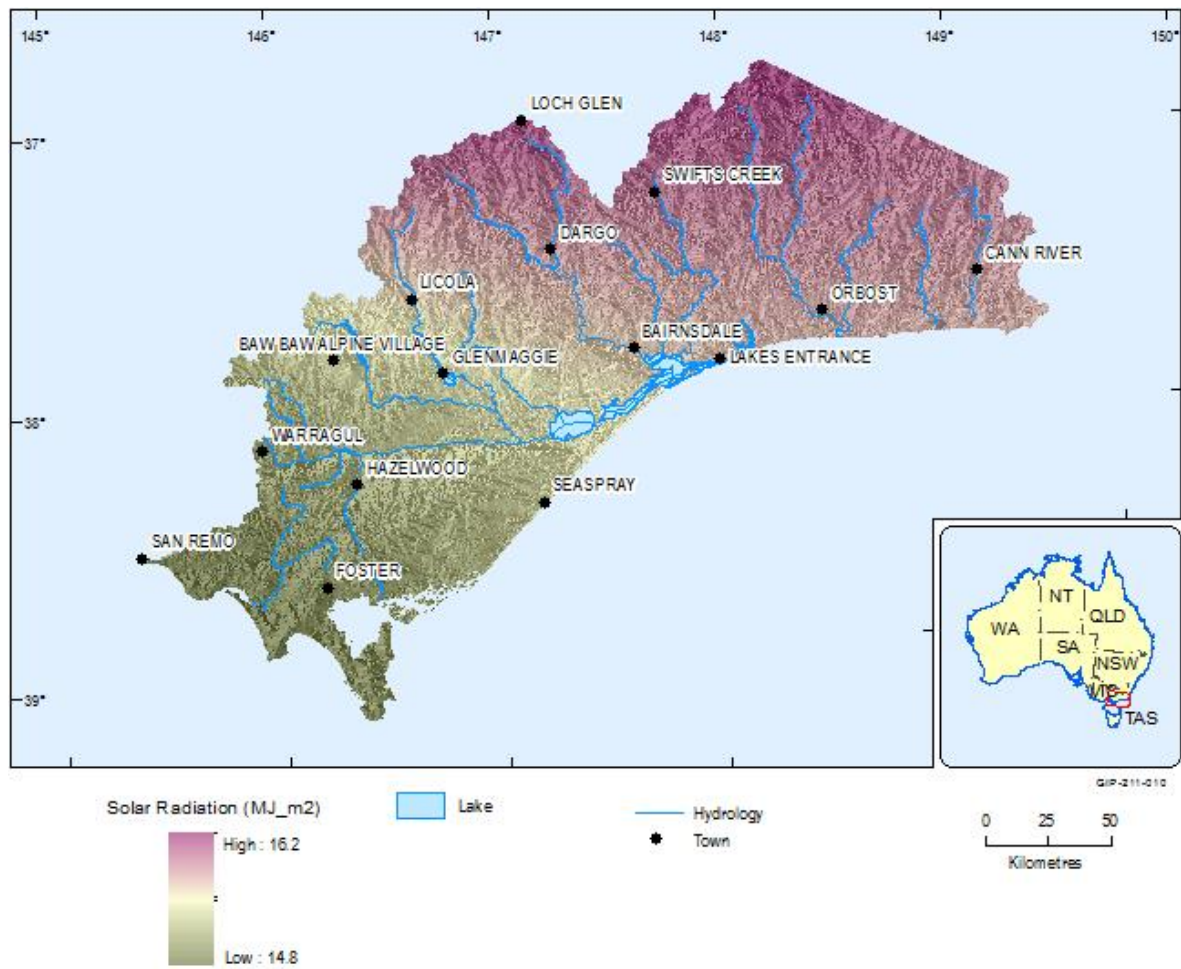 145°
146°
147°
148°
149°
150°
37°
38°
39°
LOCH GLEN
SWIFTS CREEK
DARGO
CANN RIVER
LICOLA
ORBOST
BAIRNSDALE
BAW BAW ALPINE VILLAGE
GLENMAGGIE
LAKES ENTRANCE
WARRAGUL
HAZELWOOD
SEASPRAY
SAN REMO
FOSTER
NT
QLD
WA
SA
NSW
VIC
TAS
GIP-211-010
Solar Radiation (MJ_m2)
High : 16.2
Low : 14.8
Lake
Hydrology
Town
0 25 50
Kilometres